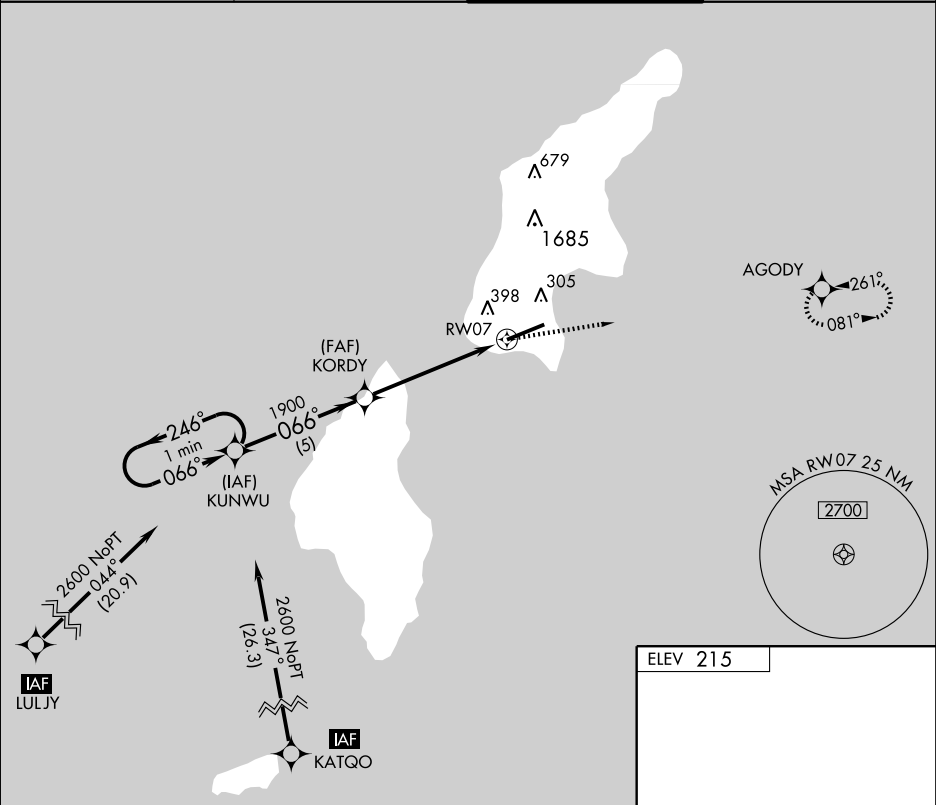 679
1685
305
398
RW07
AGODY
261°
081°
(FAF)
KORDY
1900
066°
(5)
246°
1 min
066°
(IAF)
KUNWU
MSA RW07 25 NM
2700
2600 NoPT
044°
(20.9)
IAF
LULJY
2600 NoPT
347°
(26.3)
IAF
KATQO
ELEV 215